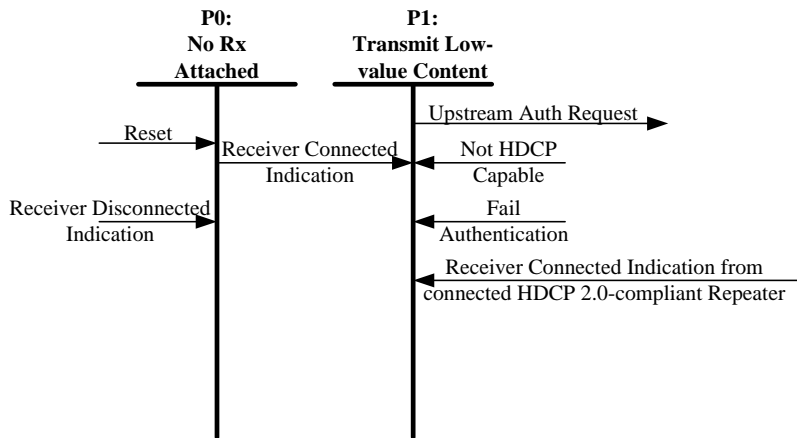 P0:
No Rx
Attached
P1:
Transmit Low-
value Content
Upstream Auth Request
Reset
Receiver Connected
Indication
Not HDCP
Capable
Receiver Disconnected
Indication
Fail
Authentication
Receiver Connected Indication from
connected HDCP 2.0-compliant Repeater